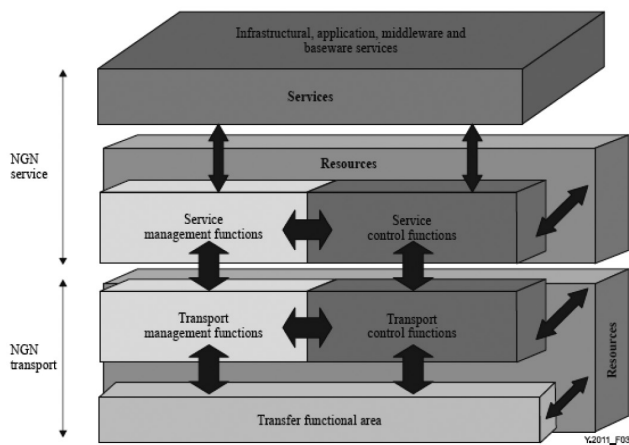 Infrastructural, application, middleware and
baseware services
Services
NGN
service
Resources
Service
management functions
Service
control functions
NGN
transport
Transport
management functions
Transport
control functions
Resources
Transfer functional area
Y.2011_F03